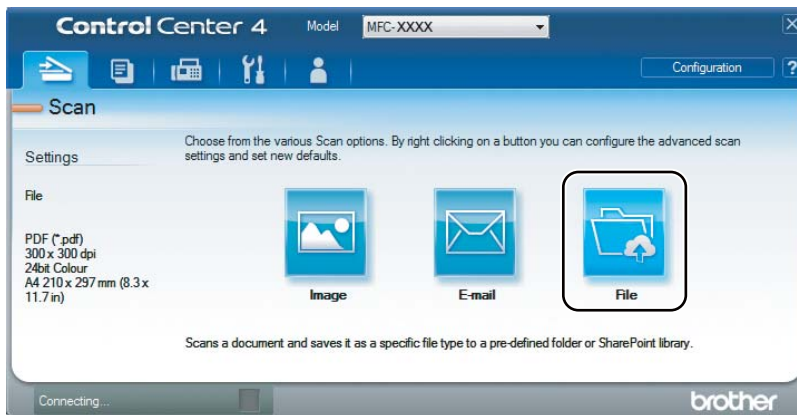 Control Center 4
Model
MFC-XXXX
Configuration
?
Scan
Settings
Choose from the various Scan options. By right clicking on a button you can configure the advanced scan
settings and set new defaults.
File
PDF (*.pdf)
300 x 300 dpi
24bit Colour
A4 210 x 297 mm (8.3 x
11.7 in)
Image
E-mail
File
Scans a document and saves it as a specific file type to a pre-defined folder or SharePoint library.
Connecting...
brother